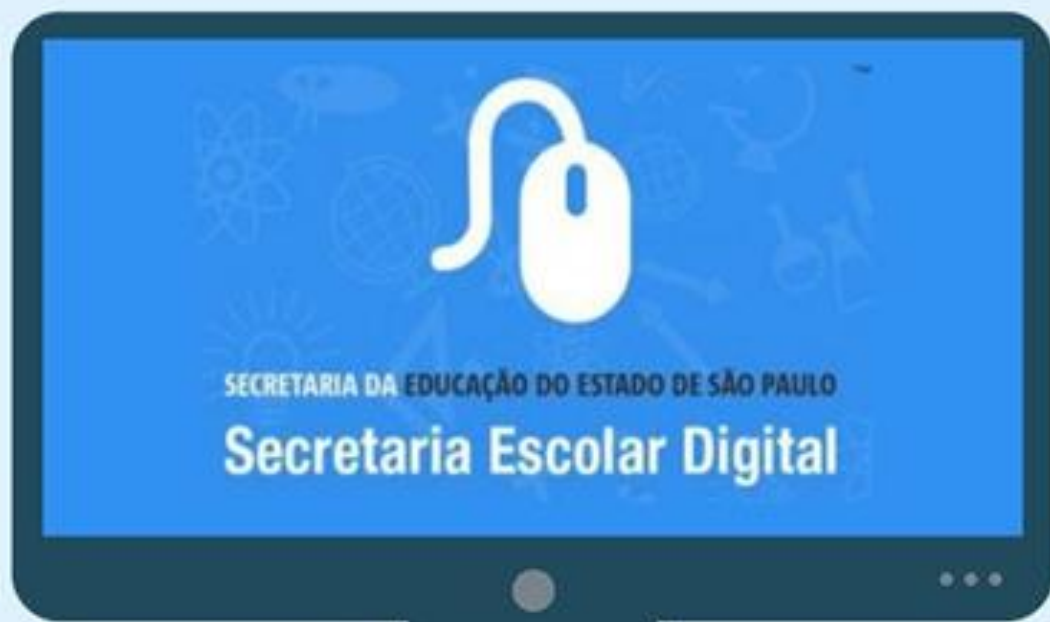 SECRETARIA DA EDUCAÇÃO DO ESTADO DE SÃO PAULO
Secretaria Escolar Digital